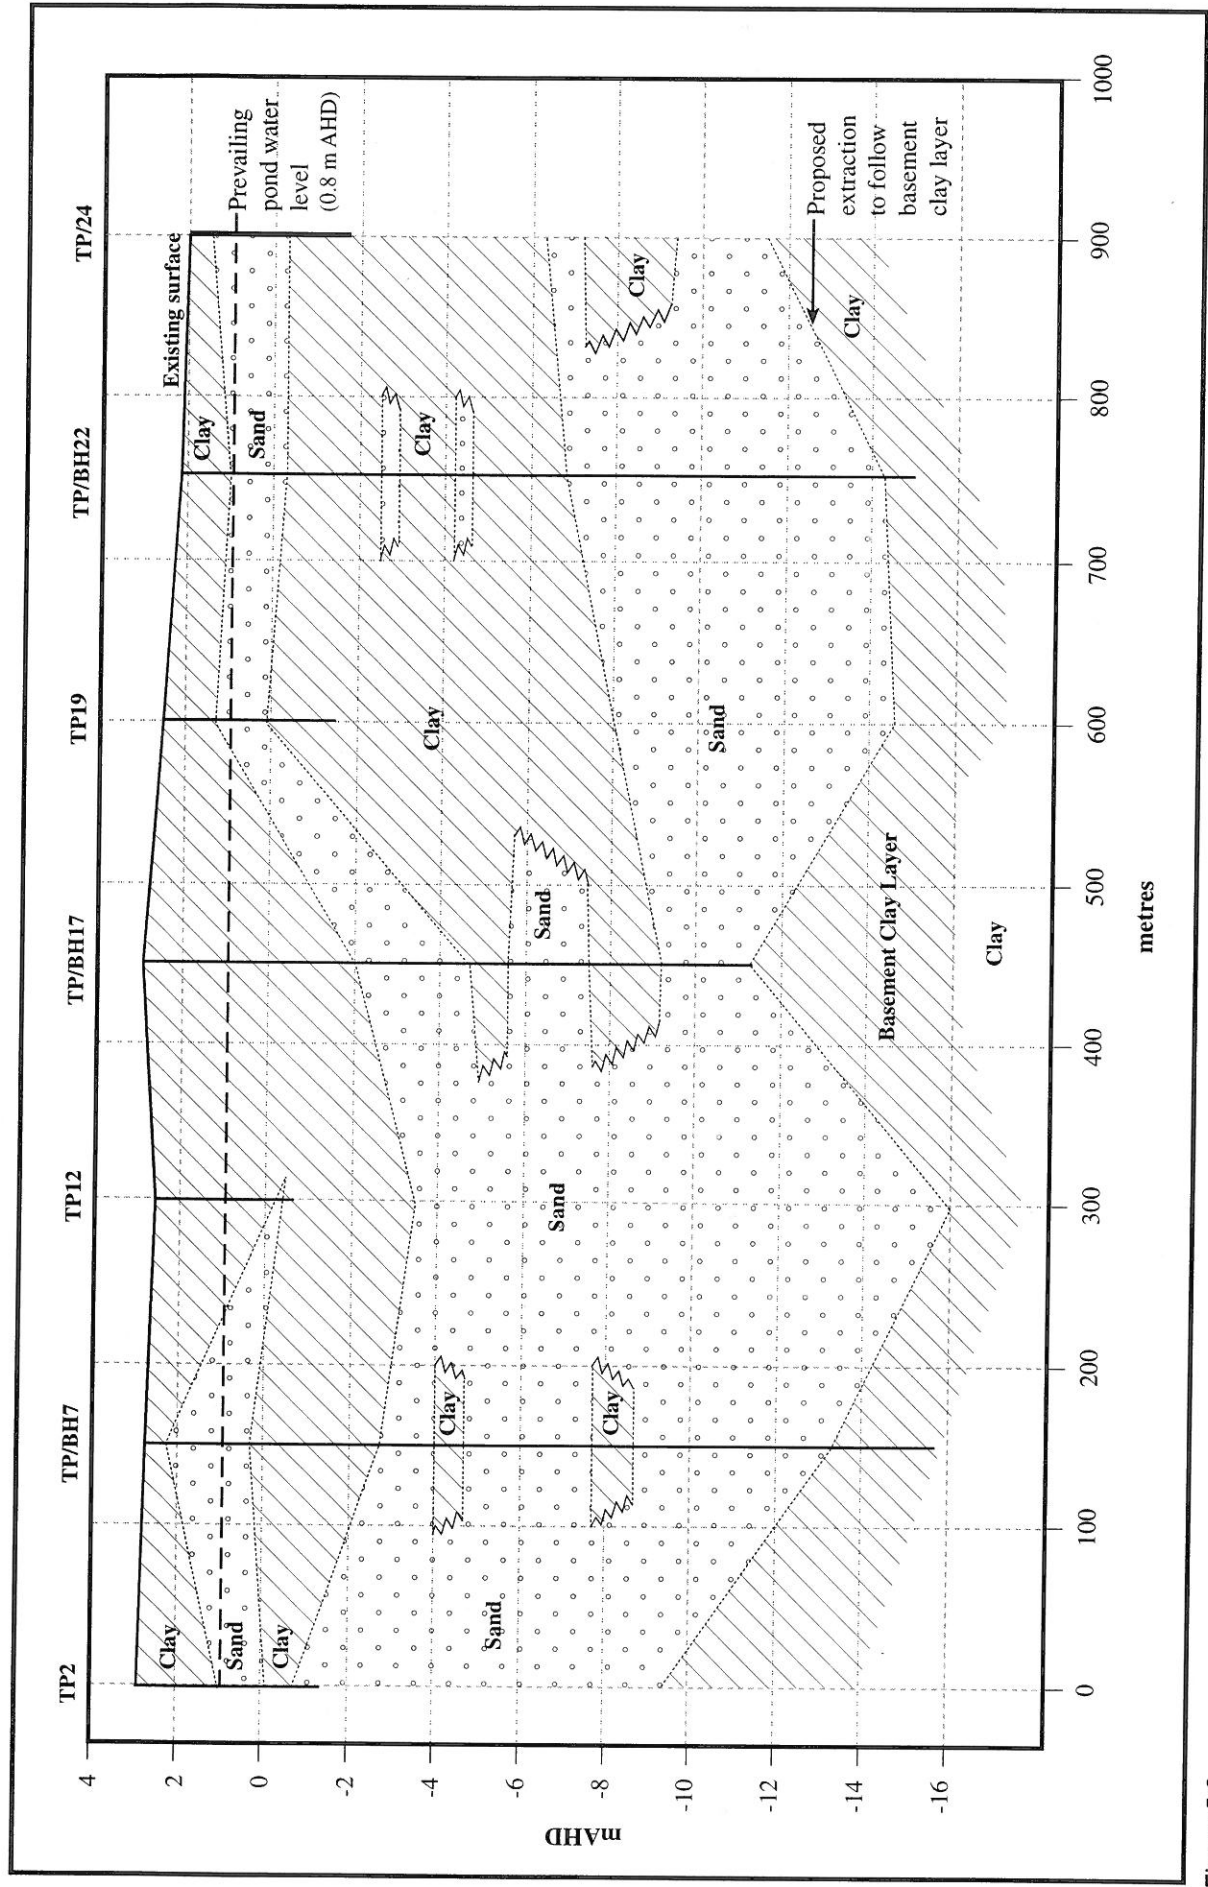 TP2
TP/BH7
TP12
TP/BH17
TP19
TP/BH22
TP/24
4
2
0
-2
-4
-6
-8
-10
-12
-14
-16
mAHD
Existing surface
Prevailing
pond water
level
(0.8 m AHD)
Clay
Sand
Clay
Sand
Clay
Clay
Sand
Sand
Clay
Sand
Clay
Sand
Clay
Clay
Clay
Proposed
extraction
to follow
basement
clay layer
Basement Clay Layer
Clay
0
100
200
300
400
500
600
700
800
900
1000
metres